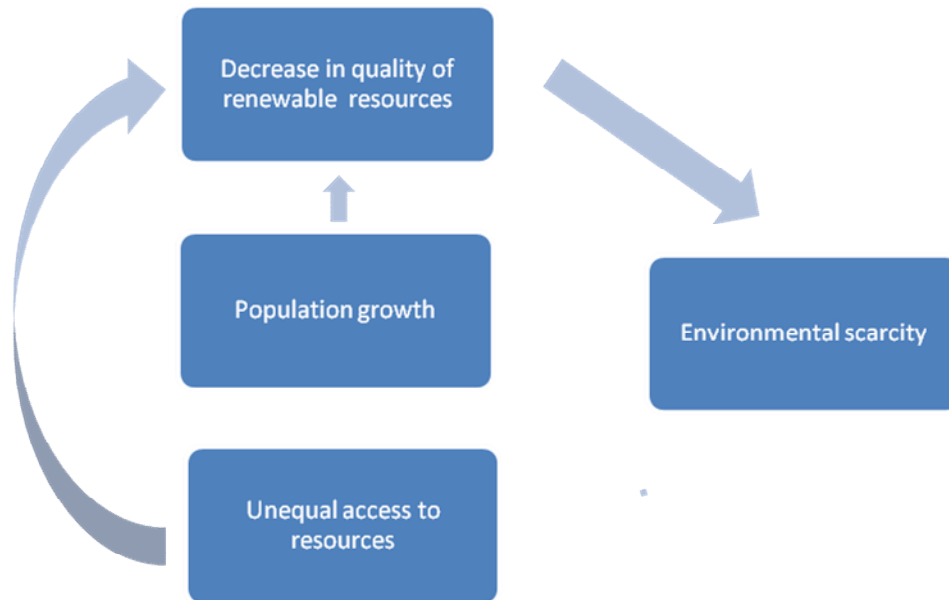 Decrease in quality of
renewable resources
Population growth
Environmental scarcity
Unequal access to
resources